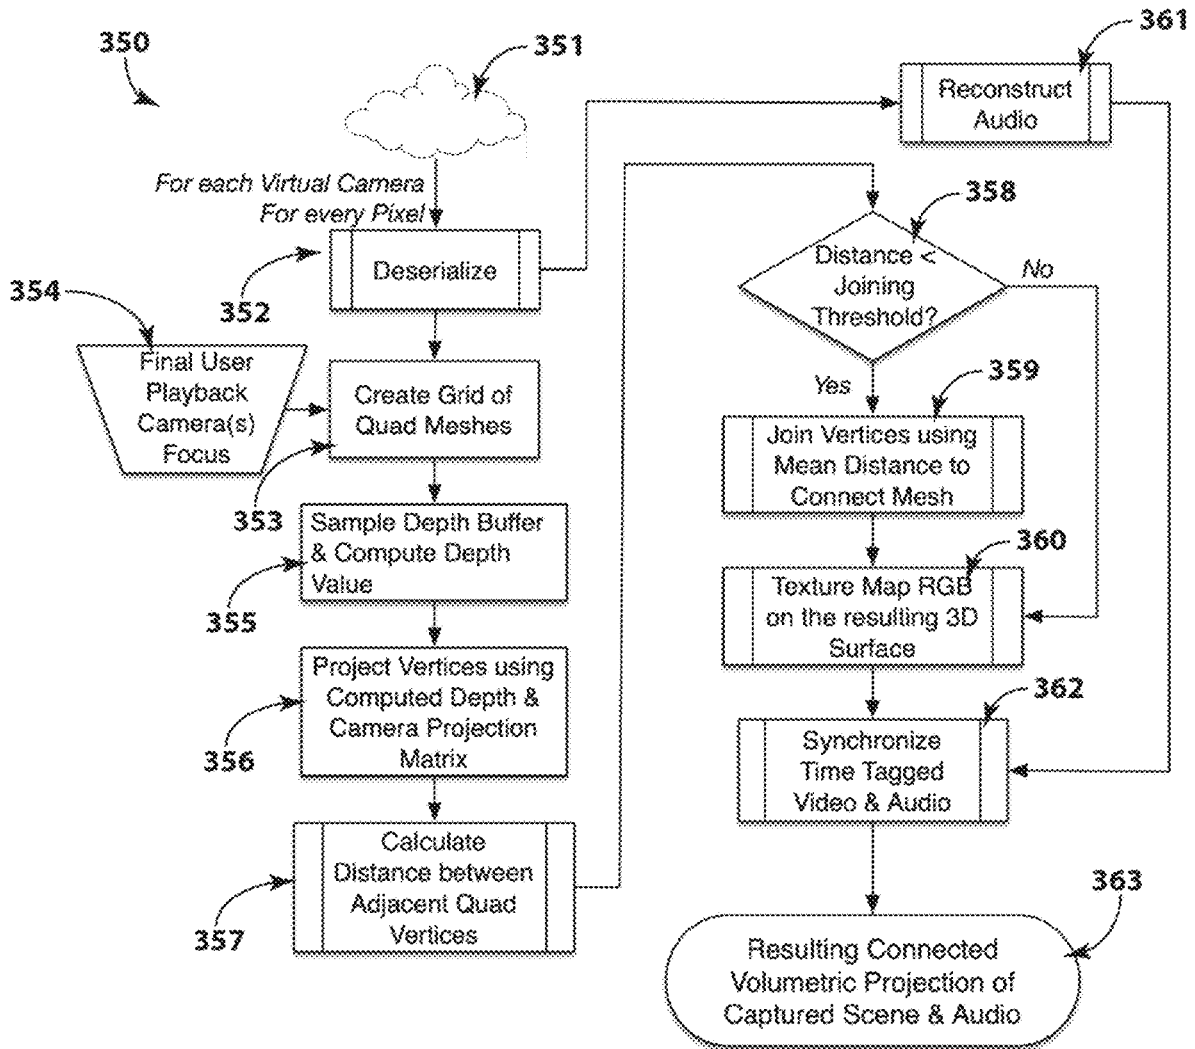 350
351
For each Virtual Camera
For every Pixel
352
Deserialize
354
Final User
Playback
Camera(s)
Focus
353
Create Grid of
Quad Meshes
355
Sample Depth Buffer
& Compute Depth
Value
356
Project Vertices using
Computed Depth &
Camera Projection
Matrix
357
Calculate
Distance between
Adjacent Quad
Vertices
361
Reconstruct
Audio
358
Distance <
Joining
Threshold?
No
Yes
359
Join Vertices using
Mean Distance to
Connect Mesh
360
Texture Map RGB
on the resulting 3D
Surface
362
Synchronize
Time Tagged
Video & Audio
363
Resulting Connected
Volumetric Projection of
Captured Scene & Audio